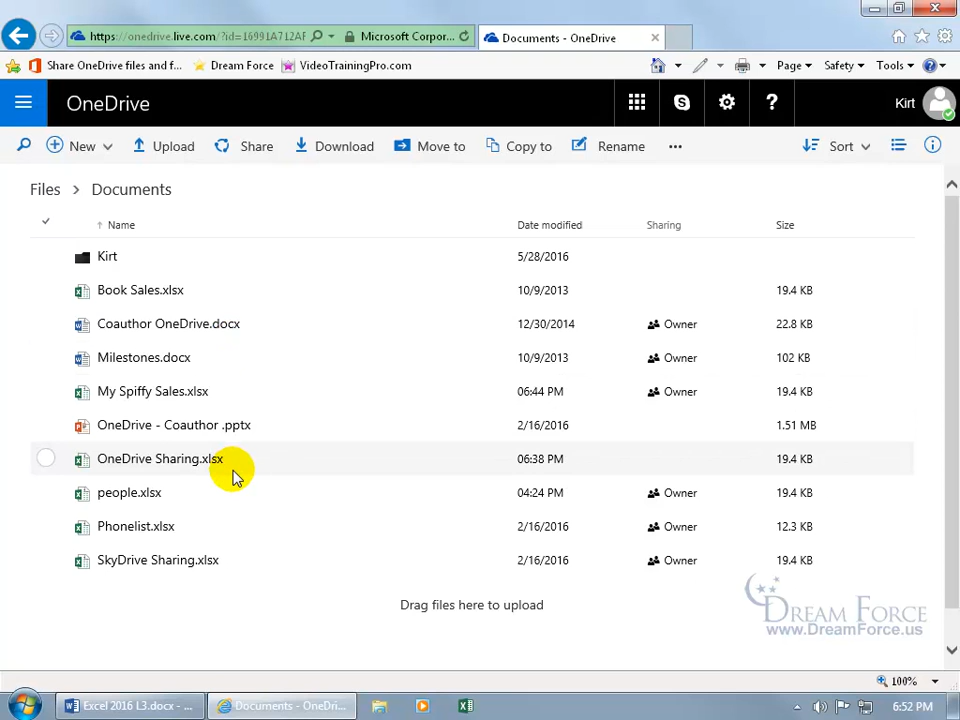 https://onedrive.live.com/?id=16991A712AF
Microsoft Corpor...
Documents - OneDrive
Share OneDrive files and f...
Dream Force
VideoTrainingPro.com
Page
Safety
Tools
OneDrive
Kirt
New
Upload
Share
Download
Move to
Copy to
Rename
Sort
Files > Documents
Name Date modified Sharing Size
Kirt 5/28/2016
Book Sales.xlsx 10/9/2013 19.4 KB
Coauthor OneDrive.docx 12/30/2014 Owner 22.8 KB
Milestones.docx 10/9/2013 Owner 102 KB
My Spiffy Sales.xlsx 06:44 PM Owner 19.4 KB
OneDrive - Coauthor .pptx 2/16/2016 1.51 MB
OneDrive Sharing.xlsx 06:38 PM 19.4 KB
people.xlsx 04:24 PM Owner 19.4 KB
Phonelist.xlsx 2/16/2016 Owner 12.3 KB
SkyDrive Sharing.xlsx 2/16/2016 Owner 19.4 KB
Drag files here to upload
DREAM FORCE
www.DreamForce.us
100%
Excel 2016 L3.docx - ...
Documents - OneDri...
6:52 PM